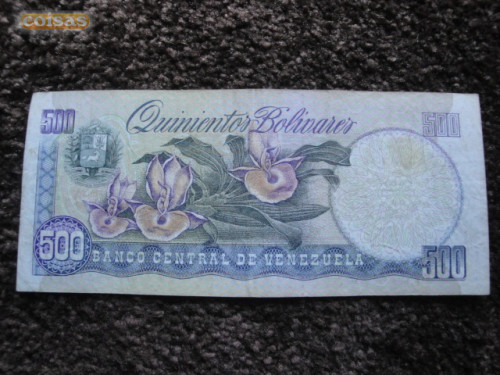 coisas
500 Quinientos Bolívares 500
500 BANCO CENTRAL DE VENEZUELA 500